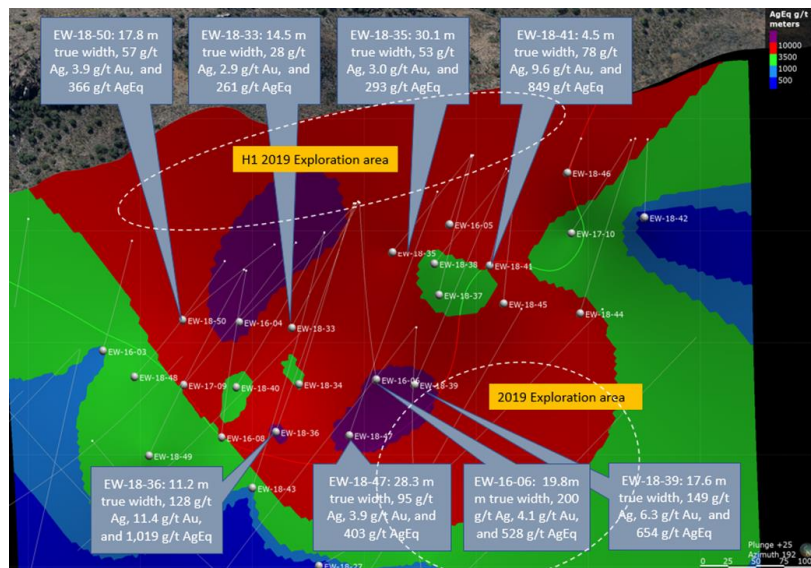 EW-18-50: 17.8 m
true width, 57 g/t
Ag, 3.9 g/t Au, and
366 g/t AgEq
EW-18-33: 14.5 m
true width, 28 g/t
Ag, 2.9 g/t Au, and
261 g/t AgEq
EW-18-35: 30.1 m
true width, 53 g/t
Ag, 3.0 g/t Au, and
293 g/t AgEq
EW-18-41: 4.5 m
true width, 78 g/t
Ag, 9.6 g/t Au, and
849 g/t AgEq
AgEq g/t
meters
10000
3500
1000
500
H1 2019 Exploration area
EW-18-46
EW-18-42
EW-16-05
EW-17-10
EW-18-35
EW-18-38
EW-18-41
EW-18-37
EW-18-45
EW-18-44
EW-18-50
EW-16-04
EW-18-33
EW-16-03
EW-18-48
EW-17-09
EW-18-40
EW-18-34
EW-16-06
EW-18-39
2019 Exploration area
EW-16-08
EW-18-36
EW-18-47
EW-18-49
EW-18-43
EW-18-36: 11.2 m
true width, 128 g/t
Ag, 11.4 g/t Au,
and 1,019 g/t AgEq
EW-18-47: 28.3 m
true width, 95 g/t
Ag, 3.9 g/t Au, and
403 g/t AgEq
EW-16-06: 19.8m
m true width, 200
g/t Ag, 4.1 g/t Au,
and 528 g/t AgEq
EW-18-39: 17.6 m
true width, 149 g/t
Ag, 6.3 g/t Au, and
654 g/t AgEq
Plunge +25
Azimuth 192
0 25 50 75 100